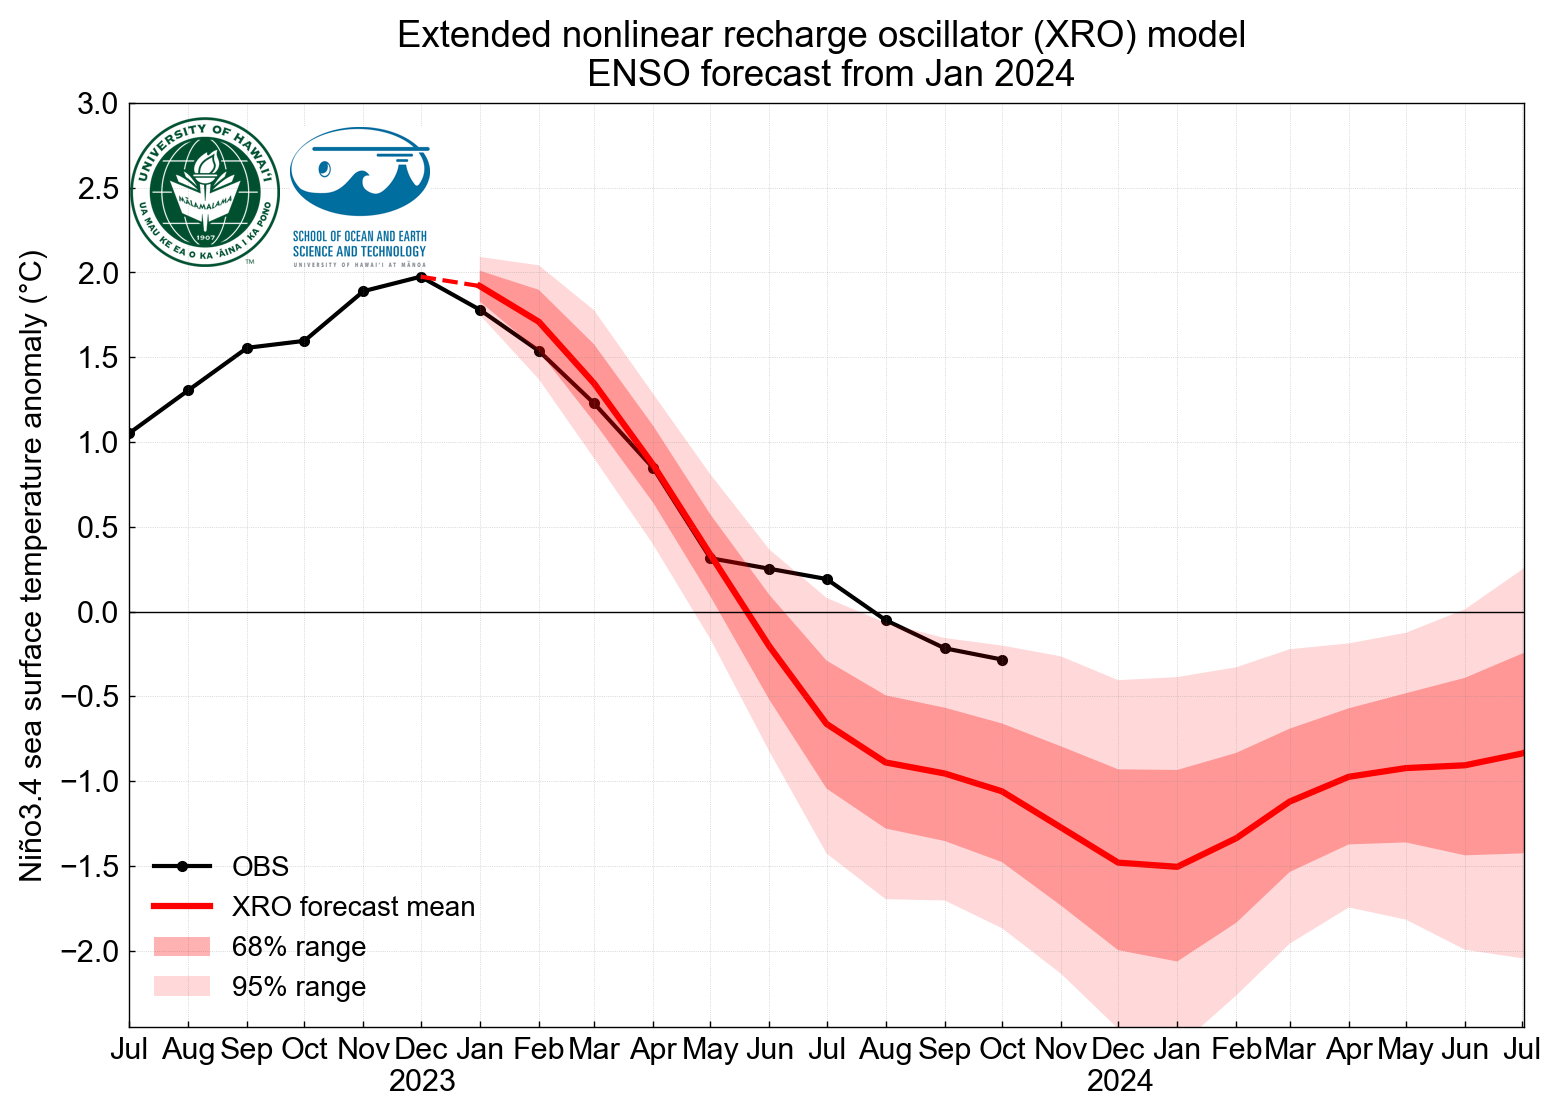 Extended nonlinear recharge oscillator (XRO) model
ENSO forecast from Jan 2024
Niño3.4 sea surface temperature anomaly (°C)
3.0
2.5
2.0
1.5
1.0
0.5
0.0
−0.5
−1.0
−1.5
−2.0
UNIVERSITY OF HAWAIʻI
MĀLAMALAMA
1907
UA MAU KE EA O KA ʻĀINA I KA PONO
TM
SCHOOL OF OCEAN AND EARTH
SCIENCE AND TECHNOLOGY
UNIVERSITY OF HAWAIʻI AT MĀNOA
OBS
XRO forecast mean
68% range
95% range
Jul Aug Sep Oct Nov Dec Jan Feb Mar Apr May Jun Jul Aug Sep Oct Nov Dec Jan Feb Mar Apr May Jun Jul
2023 2024